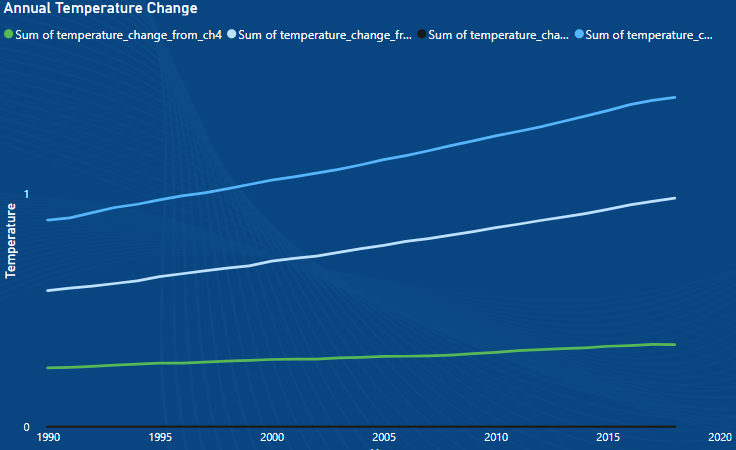 Annual Temperature Change
Sum of temperature_change_from_ch4 Sum of temperature_change_fr... Sum of temperature_cha... Sum of temperature_c...
1
Temperature
0
1990 1995 2000 2005 2010 2015 2020